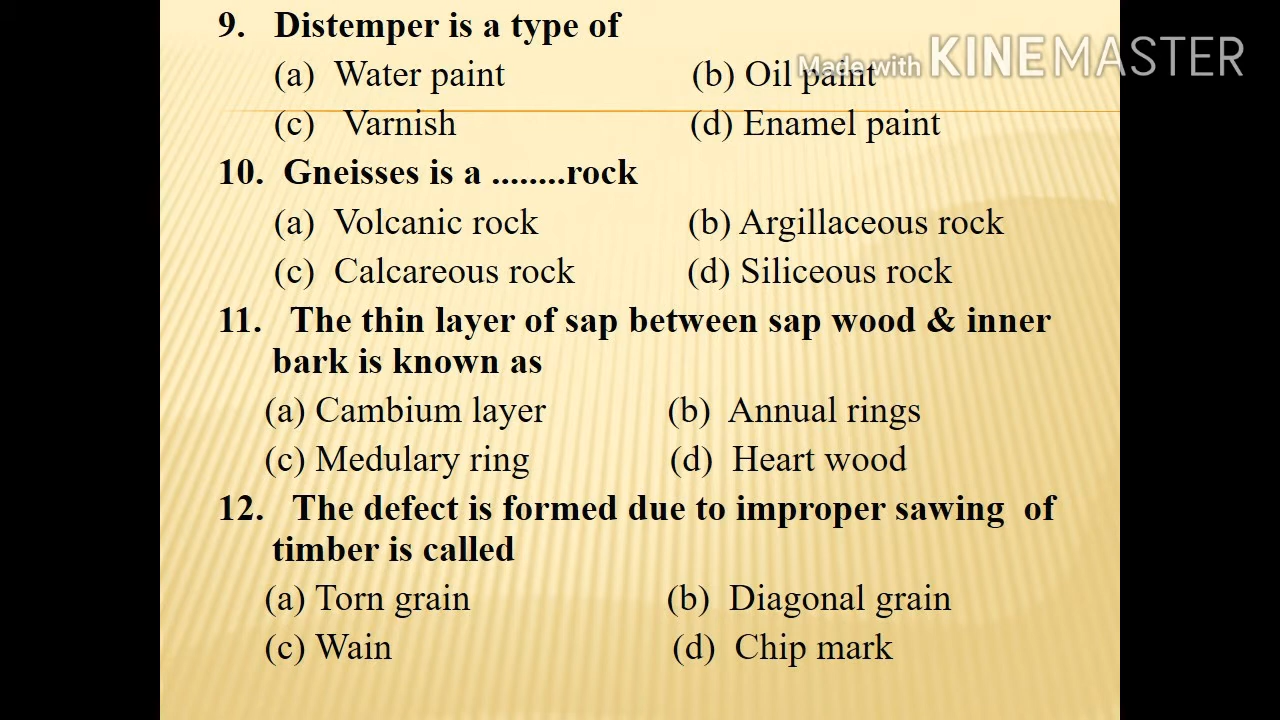 9. Distemper is a type of
Made with KINEMASTER
(a) Water paint (b) Oil paint
(c) Varnish (d) Enamel paint
10. Gneisses is a ........rock
(a) Volcanic rock (b) Argillaceous rock
(c) Calcareous rock (d) Siliceous rock
11. The thin layer of sap between sap wood & inner
bark is known as
(a) Cambium layer (b) Annual rings
(c) Medulary ring (d) Heart wood
12. The defect is formed due to improper sawing of
timber is called
(a) Torn grain (b) Diagonal grain
(c) Wain (d) Chip mark